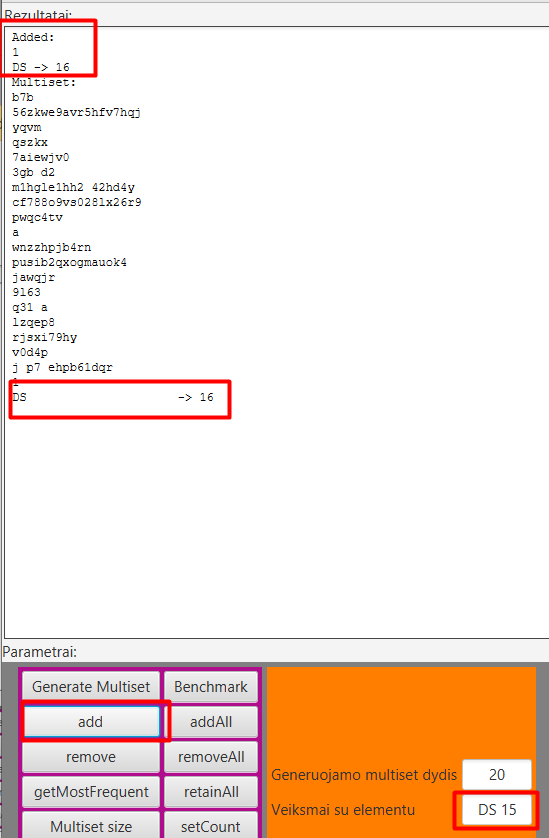 Rezultatai:
Added:
1
DS -> 16
Multiset:
b7b
56zkwe9avr5hfv7hqj
yqvm
qszkx
7aiewjv0
3gb d2
m1hgle1hh2 42hd4y
cf788o9vs028lx26r9
pwqc4tv
a
wnzzhpjb4rn
pusib2qxogmauok4
jawqjr
9l63
q31 a
lzqep8
rjsxi79hy
v0d4p
j p7 ehpb61dqr
DS -> 16
Parametrai:
Generate Multiset Benchmark
add addAll
remove removeAll
getMostFrequent retainAll
Multiset size setCount
Generuojamo multiset dydis 20
Veiksmai su elementu DS 15